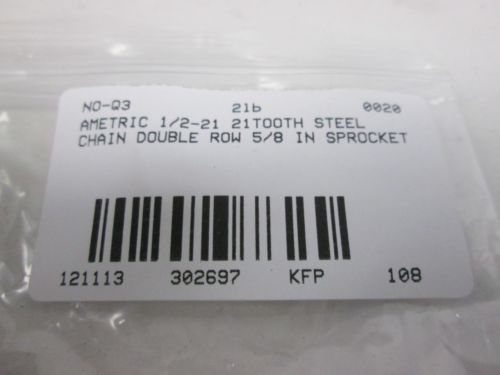 NO-Q3 2lb 0020
AMETRIC 1/2-21 21TOOTH STEEL
CHAIN DOUBLE ROW 5/8 IN SPROCKET
121113 302697 KFP 108